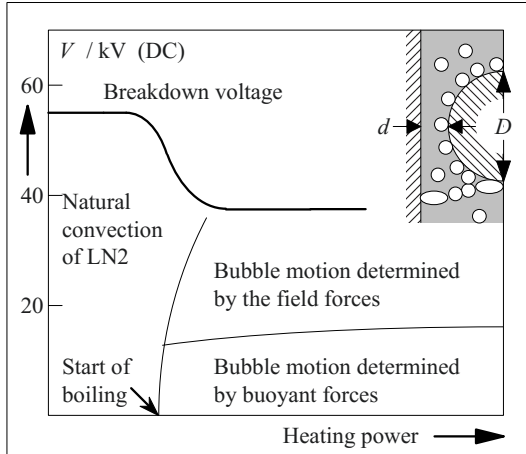 V / kV (DC)
60
Breakdown voltage
d
D
40
Natural
convection
of LN2
Bubble motion determined
by the field forces
20
Start of
boiling
Bubble motion determined
by buoyant forces
Heating power